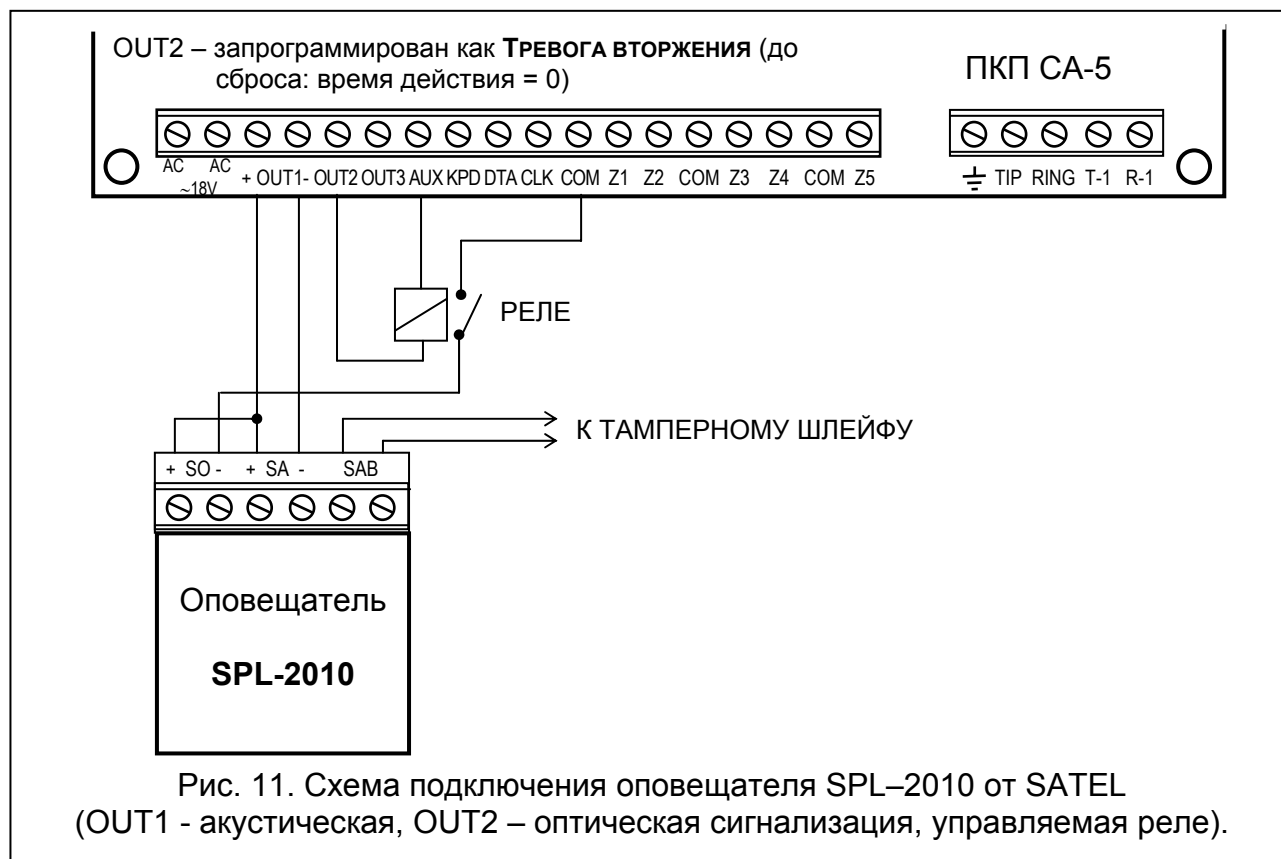 OUT2 – запрограммирован как ТРЕВОГА ВТОРЖЕНИЯ (до
сброса: время действия = 0)
ПКП СА-5
AC AC + OUT1- OUT2 OUT3 AUX KPD DTA CLK COM Z1 Z2 COM Z3 Z4 COM Z5
~18V
TIP RING T-1 R-1
РЕЛЕ
К ТАМПЕРНОМУ ШЛЕЙФУ
+ SO - + SA - SAB
Оповещатель
SPL-2010
Рис. 11. Схема подключения оповещателя SPL–2010 от SATEL
(OUT1 - акустическая, OUT2 – оптическая сигнализация, управляемая реле).